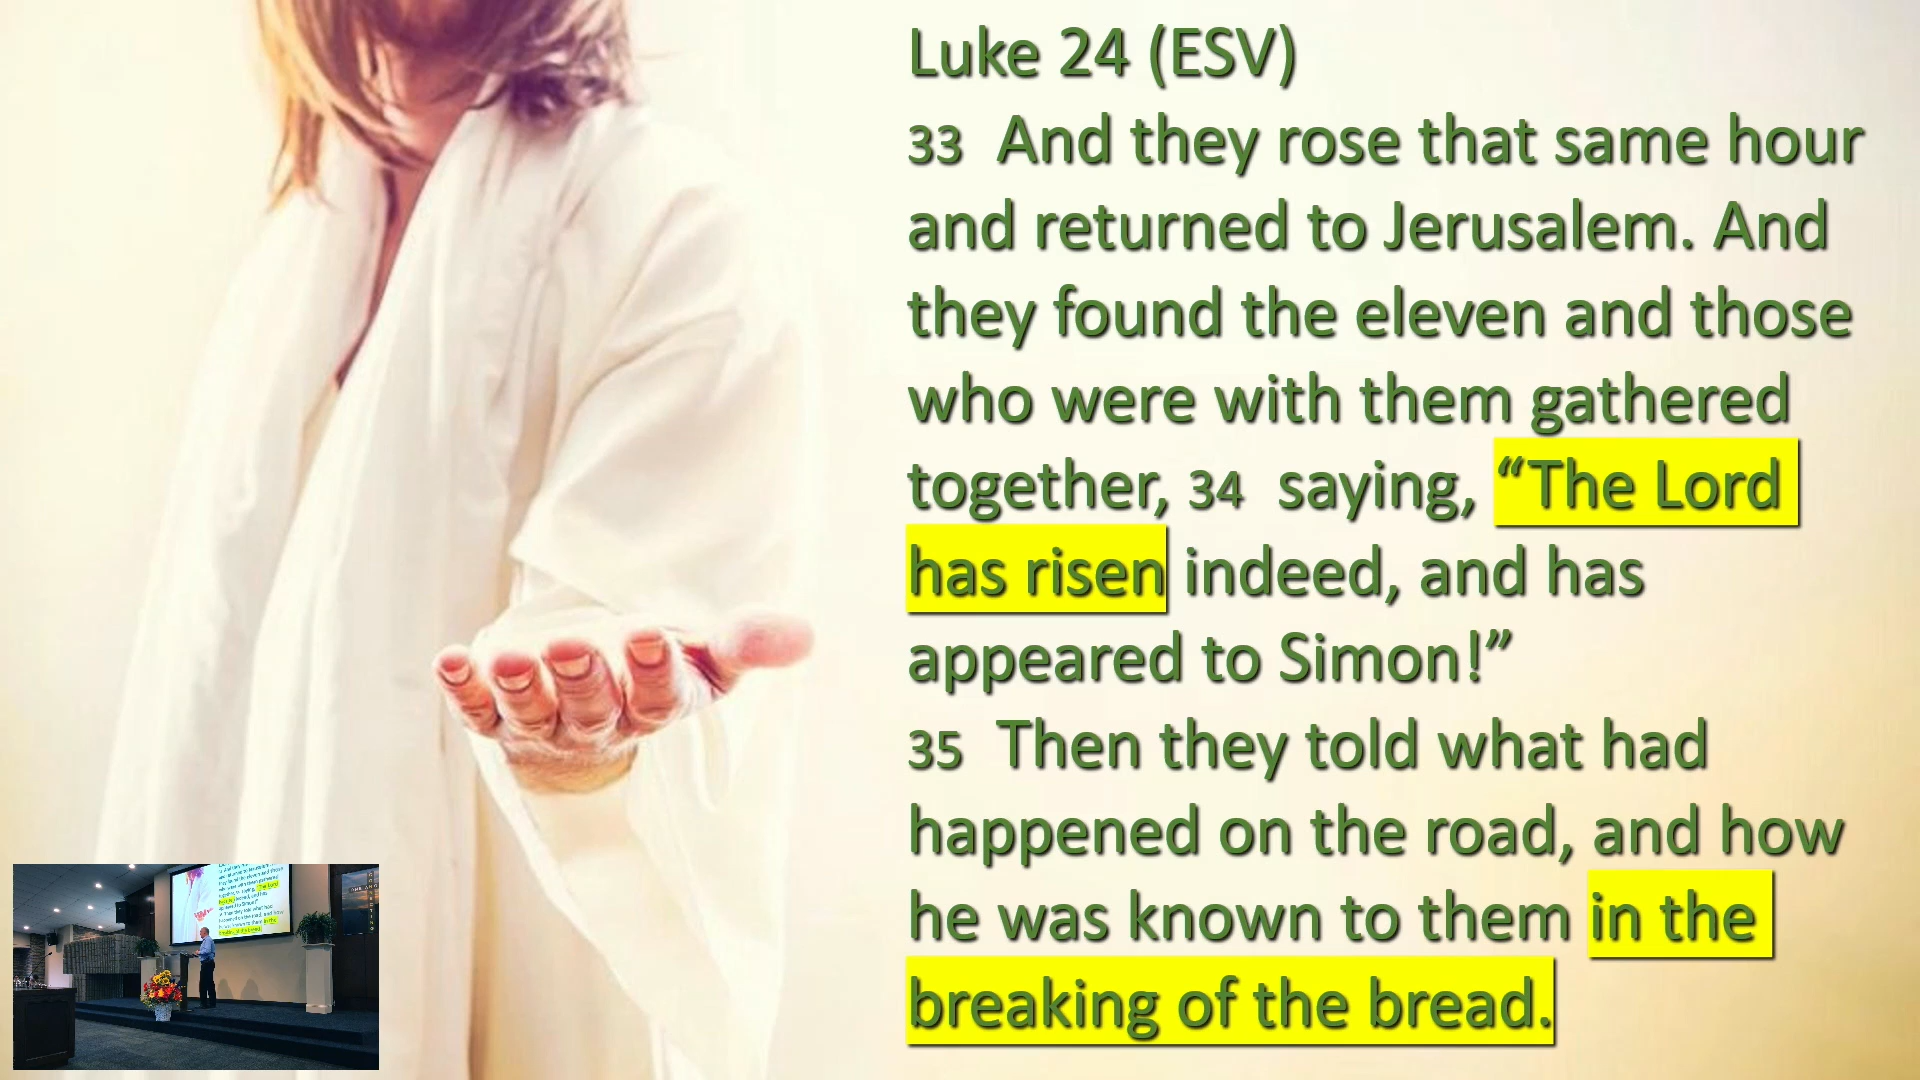 Luke 24 (ESV)
33 And they rose that same hour
and returned to Jerusalem. And
they found the eleven and those
who were with them gathered
together, 34 saying, “The Lord
has risen indeed, and has
appeared to Simon!”
35 Then they told what had
happened on the road, and how
he was known to them in the
breaking of the bread.